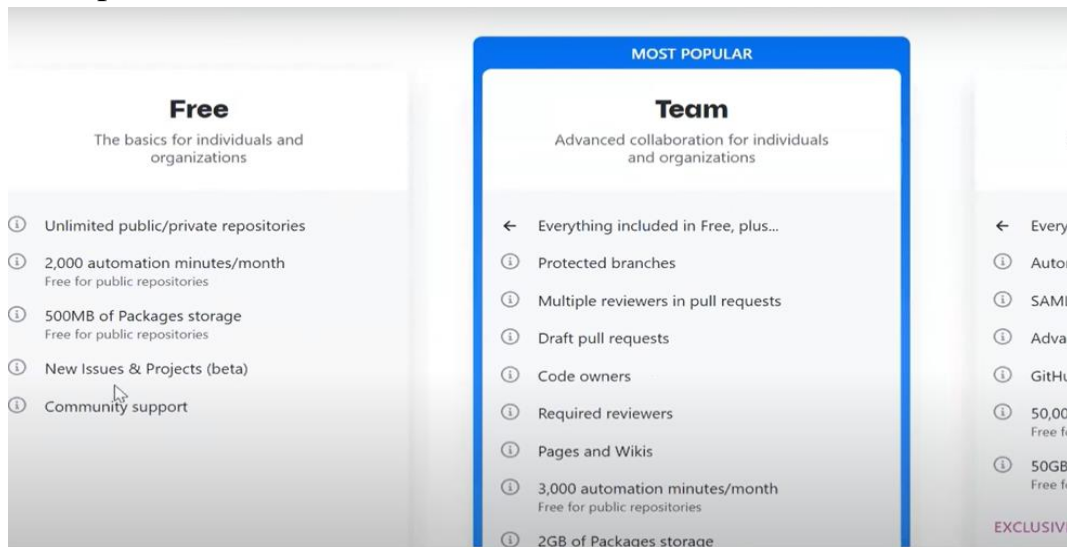 Free
The basics for individuals and
organizations
Unlimited public/private repositories
2,000 automation minutes/month
Free for public repositories
500MB of Packages storage
Free for public repositories
New Issues & Projects (beta)
Community support
MOST POPULAR
Team
Advanced collaboration for individuals
and organizations
Everything included in Free, plus...
Protected branches
Multiple reviewers in pull requests
Draft pull requests
Code owners
Required reviewers
Pages and Wikis
3,000 automation minutes/month
Free for public repositories
2GB of Packages storage
Free
50GB
Free